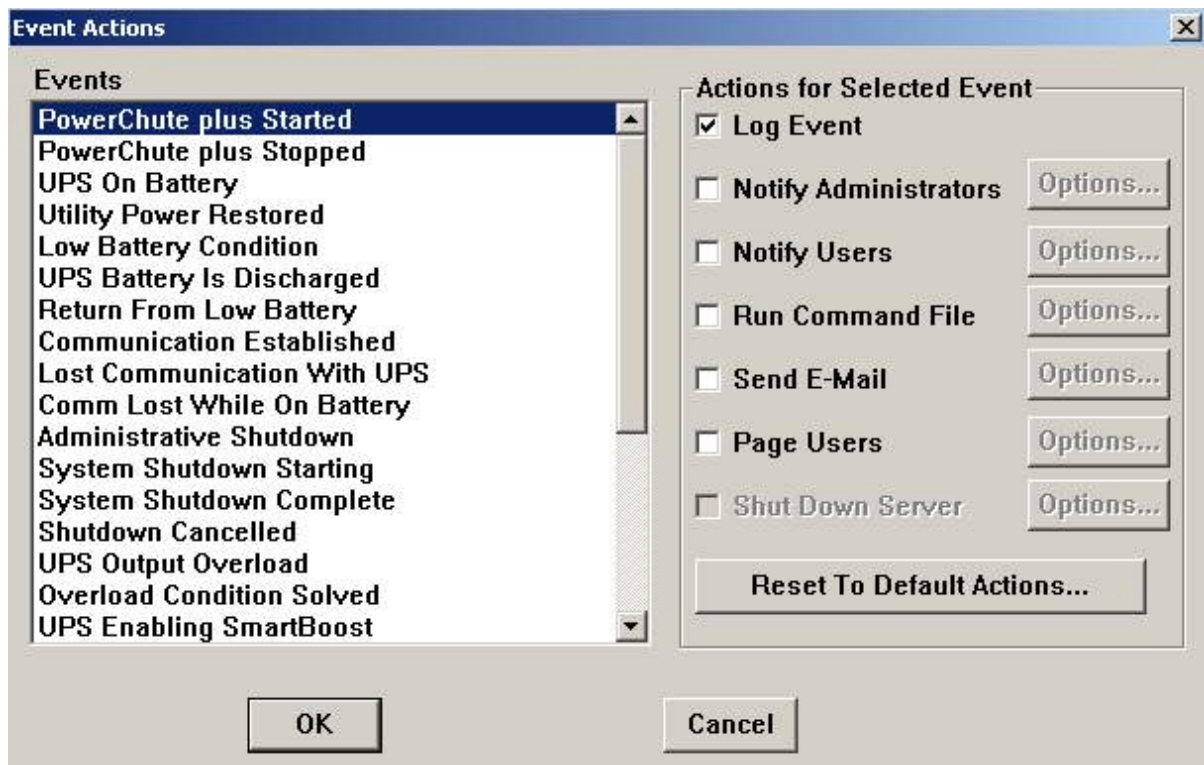 Event Actions
Events
PowerChute plus Started
PowerChute plus Stopped
UPS On Battery
Utility Power Restored
Low Battery Condition
UPS Battery Is Discharged
Return From Low Battery
Communication Established
Lost Communication With UPS
Comm Lost While On Battery
Administrative Shutdown
System Shutdown Starting
System Shutdown Complete
Shutdown Cancelled
UPS Output Overload
Overload Condition Solved
UPS Enabling SmartBoost
Actions for Selected Event
Log Event
Notify Administrators Options...
Notify Users Options...
Run Command File Options...
Send E-Mail Options...
Page Users Options...
Shut Down Server Options...
Reset To Default Actions...
OK Cancel